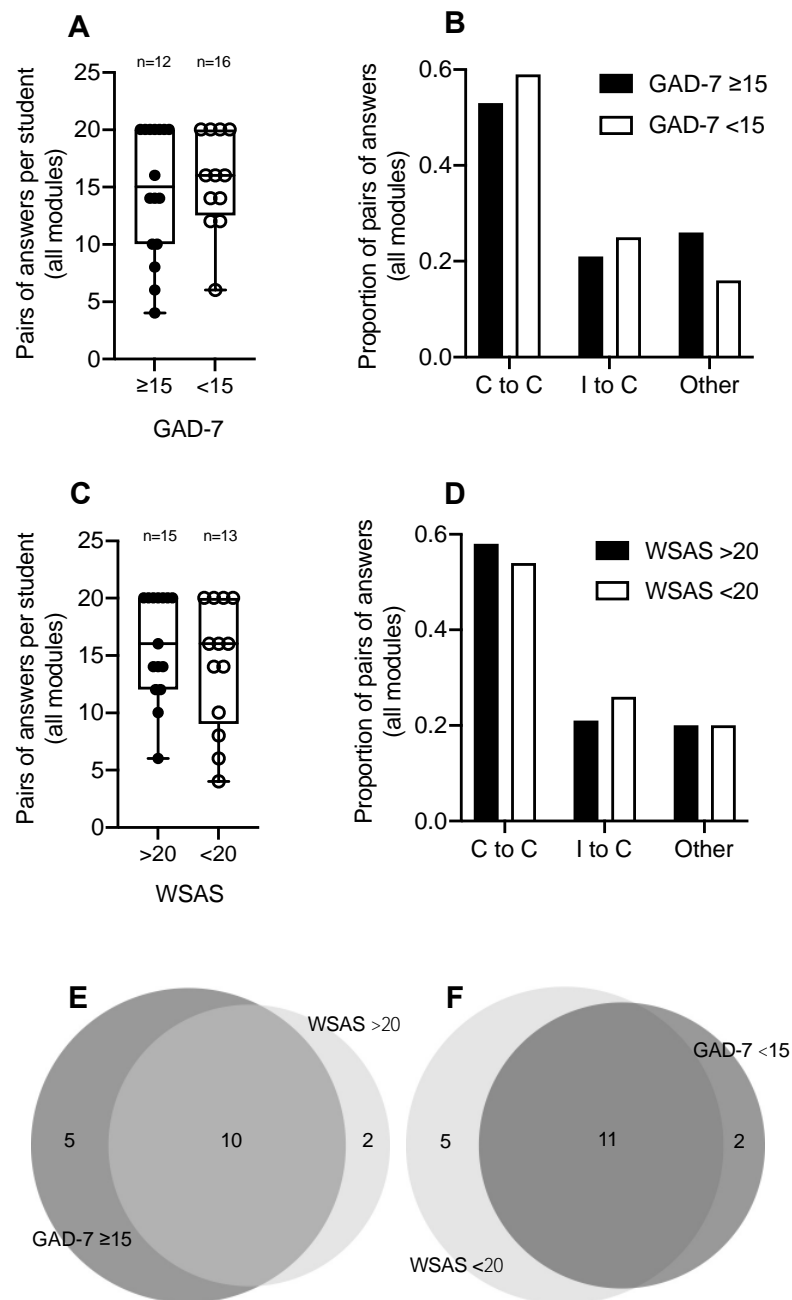 A
n=12 n=16
Pairs of answers per student
(all modules)
25
20
15
10
5
0
≥15 <15
GAD-7
B
Proportion of pairs of answers
(all modules)
0.6
0.4
0.2
0.0
GAD-7 ≥15
GAD-7 <15
C to C I to C Other
C
n=15 n=13
Pairs of answers per student
(all modules)
25
20
15
10
5
0
>20 <20
WSAS
D
Proportion of pairs of answers
(all modules)
0.6
0.4
0.2
0.0
WSAS >20
WSAS <20
C to C I to C Other
E
WSAS >20
5 10 2
GAD-7 ≥15
F
GAD-7 <15
5 11 2
WSAS <20